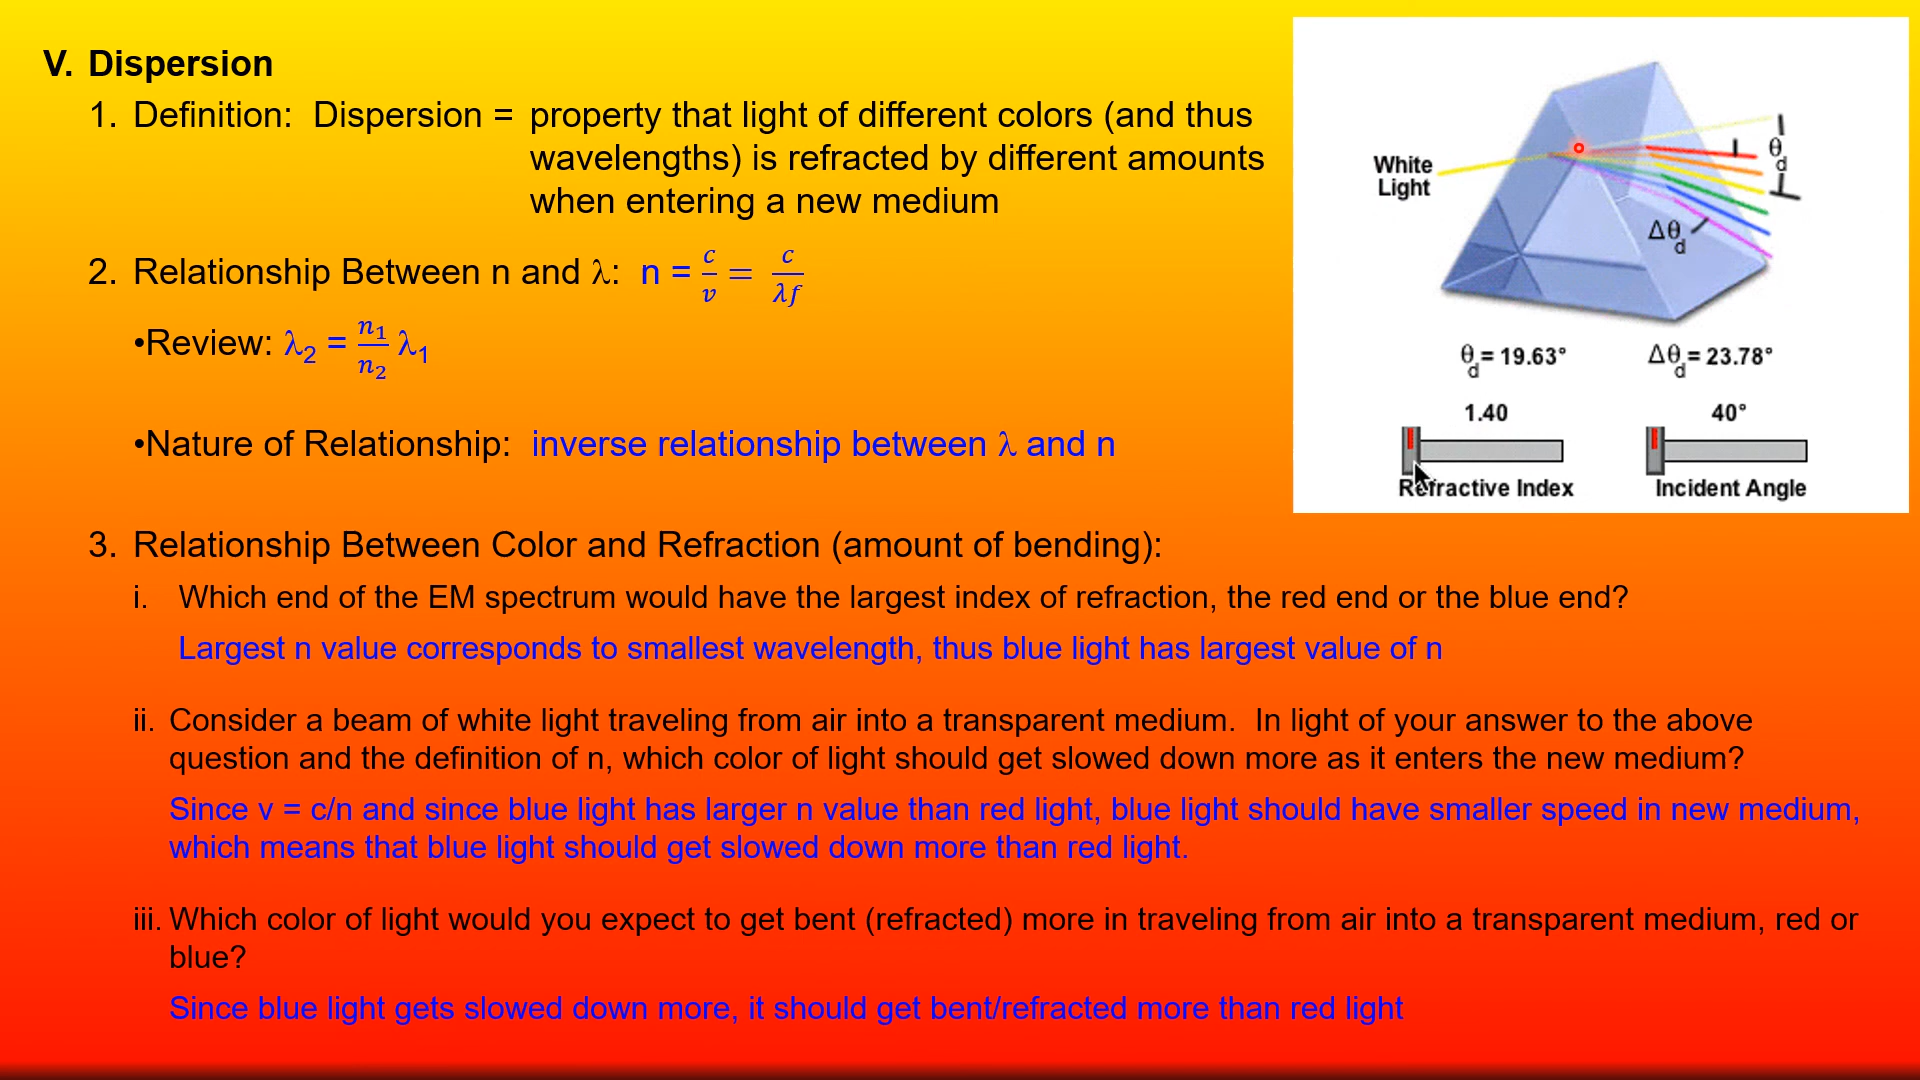 V. Dispersion
1. Definition: Dispersion = property that light of different colors (and thus
wavelengths) is refracted by different amounts
when entering a new medium
2. Relationship Between n and λ: n = c/v = c/λf
•Review: λ₂ = n₁/n₂ λ₁
•Nature of Relationship: inverse relationship between λ and n
White
Light
θd
Δθd
θd = 19.63° Δθd = 23.78°
1.40 40°
Refractive Index Incident Angle
3. Relationship Between Color and Refraction (amount of bending):
i. Which end of the EM spectrum would have the largest index of refraction, the red end or the blue end?
Largest n value corresponds to smallest wavelength, thus blue light has largest value of n
ii. Consider a beam of white light traveling from air into a transparent medium. In light of your answer to the above
question and the definition of n, which color of light should get slowed down more as it enters the new medium?
Since v = c/n and since blue light has larger n value than red light, blue light should have smaller speed in new medium,
which means that blue light should get slowed down more than red light.
iii. Which color of light would you expect to get bent (refracted) more in traveling from air into a transparent medium, red or
blue?
Since blue light gets slowed down more, it should get bent/refracted more than red light